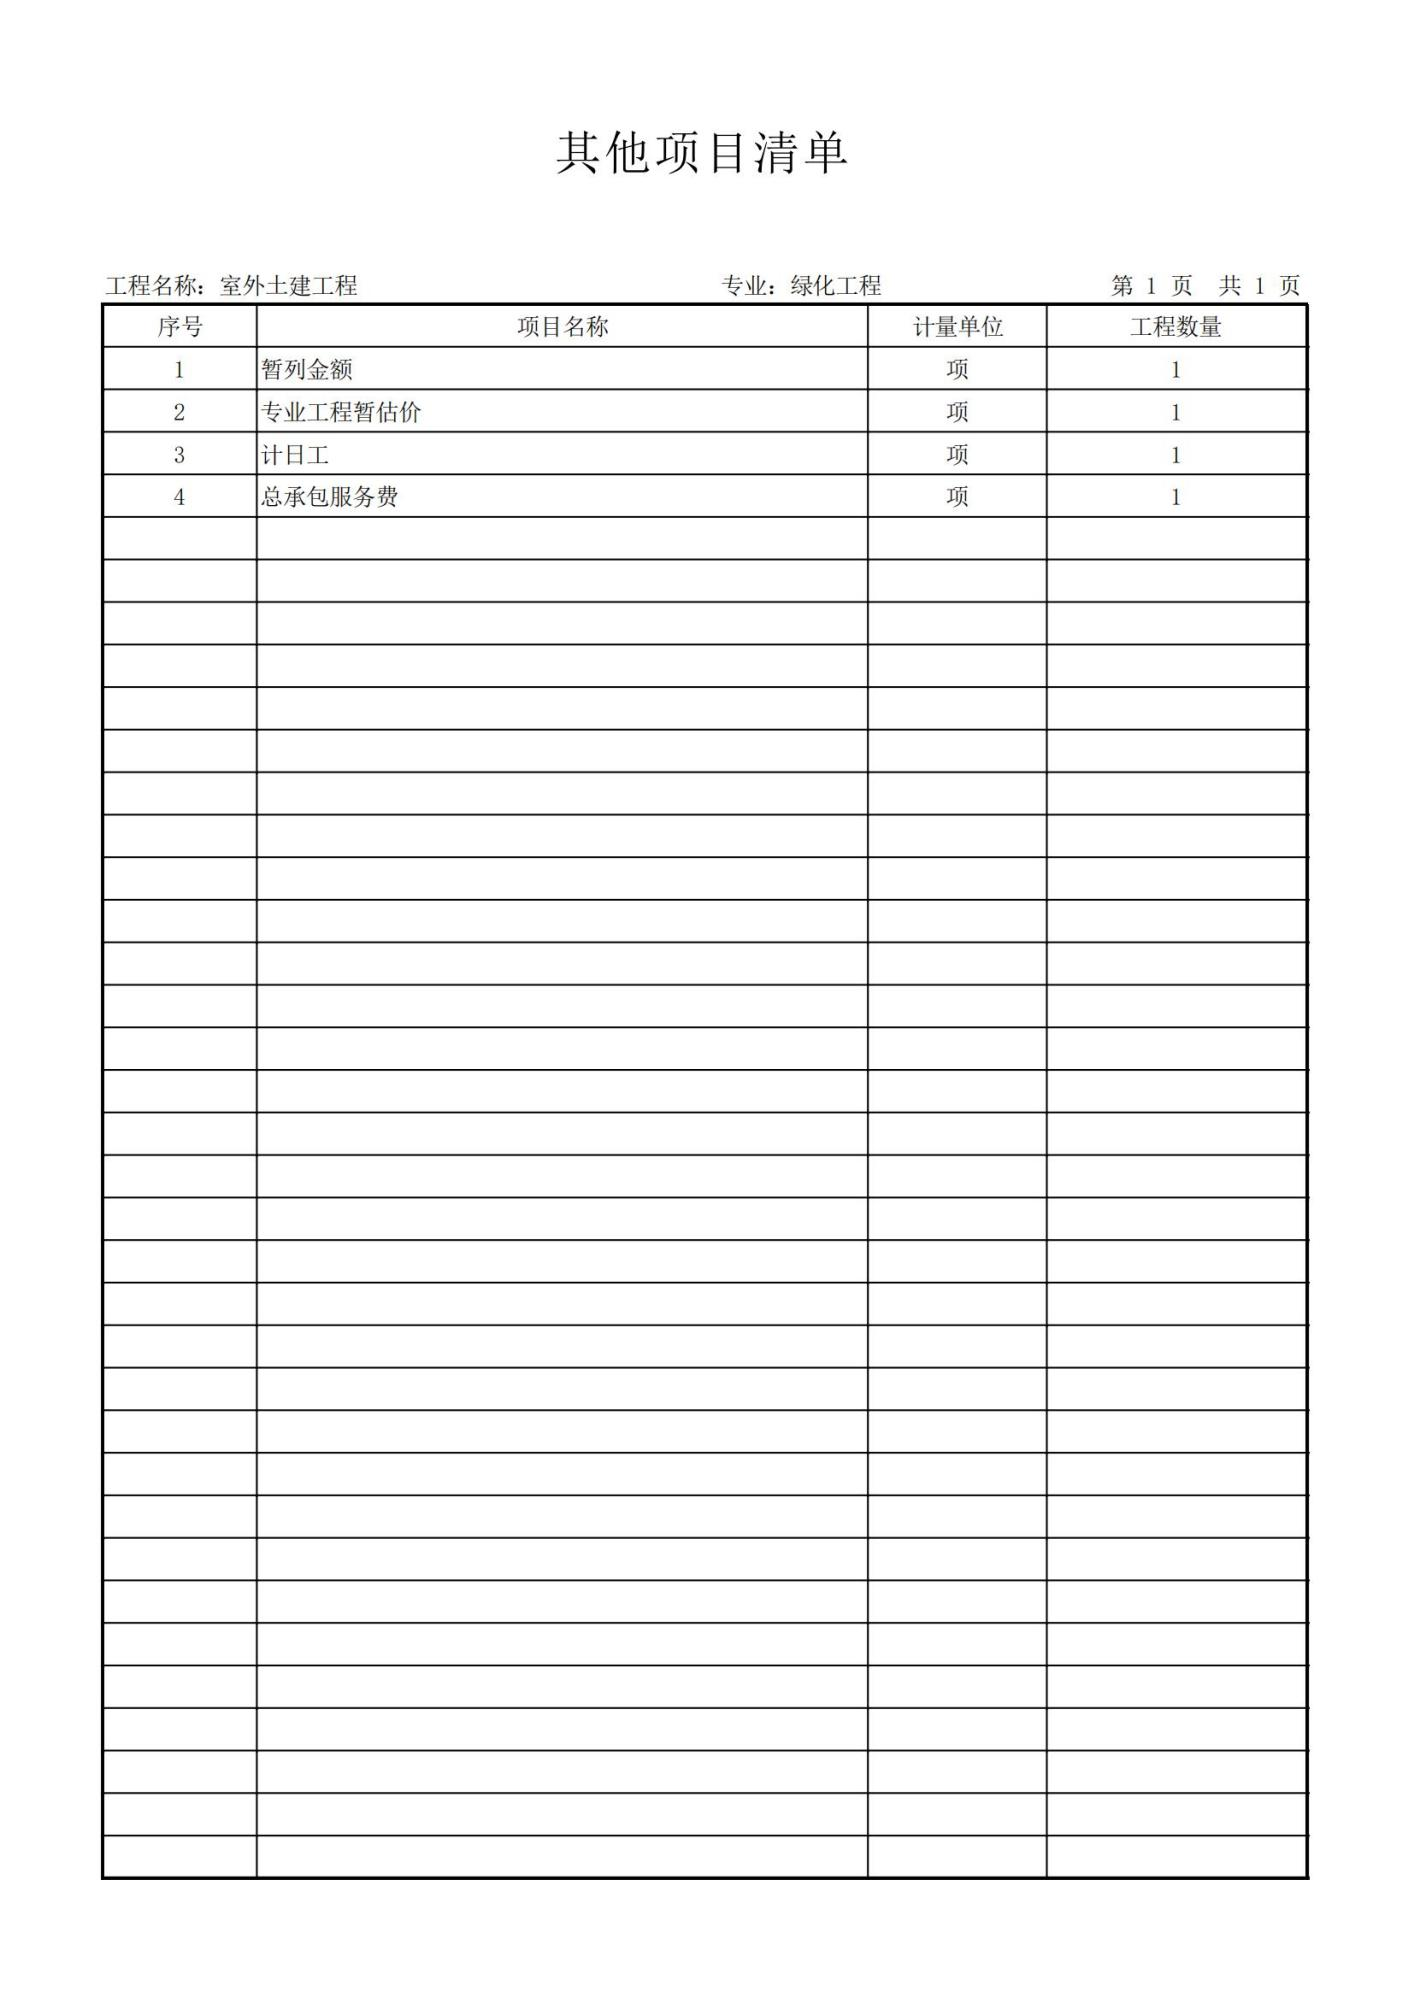 其他项目清单
工程名称：室外土建工程 专业：绿化工程 第 1 页 共 1 页
序号 项目名称 计量单位 工程数量
1 暂列金额 项 1
2 专业工程暂估价 项 1
3 计日工 项 1
4 总承包服务费 项 1